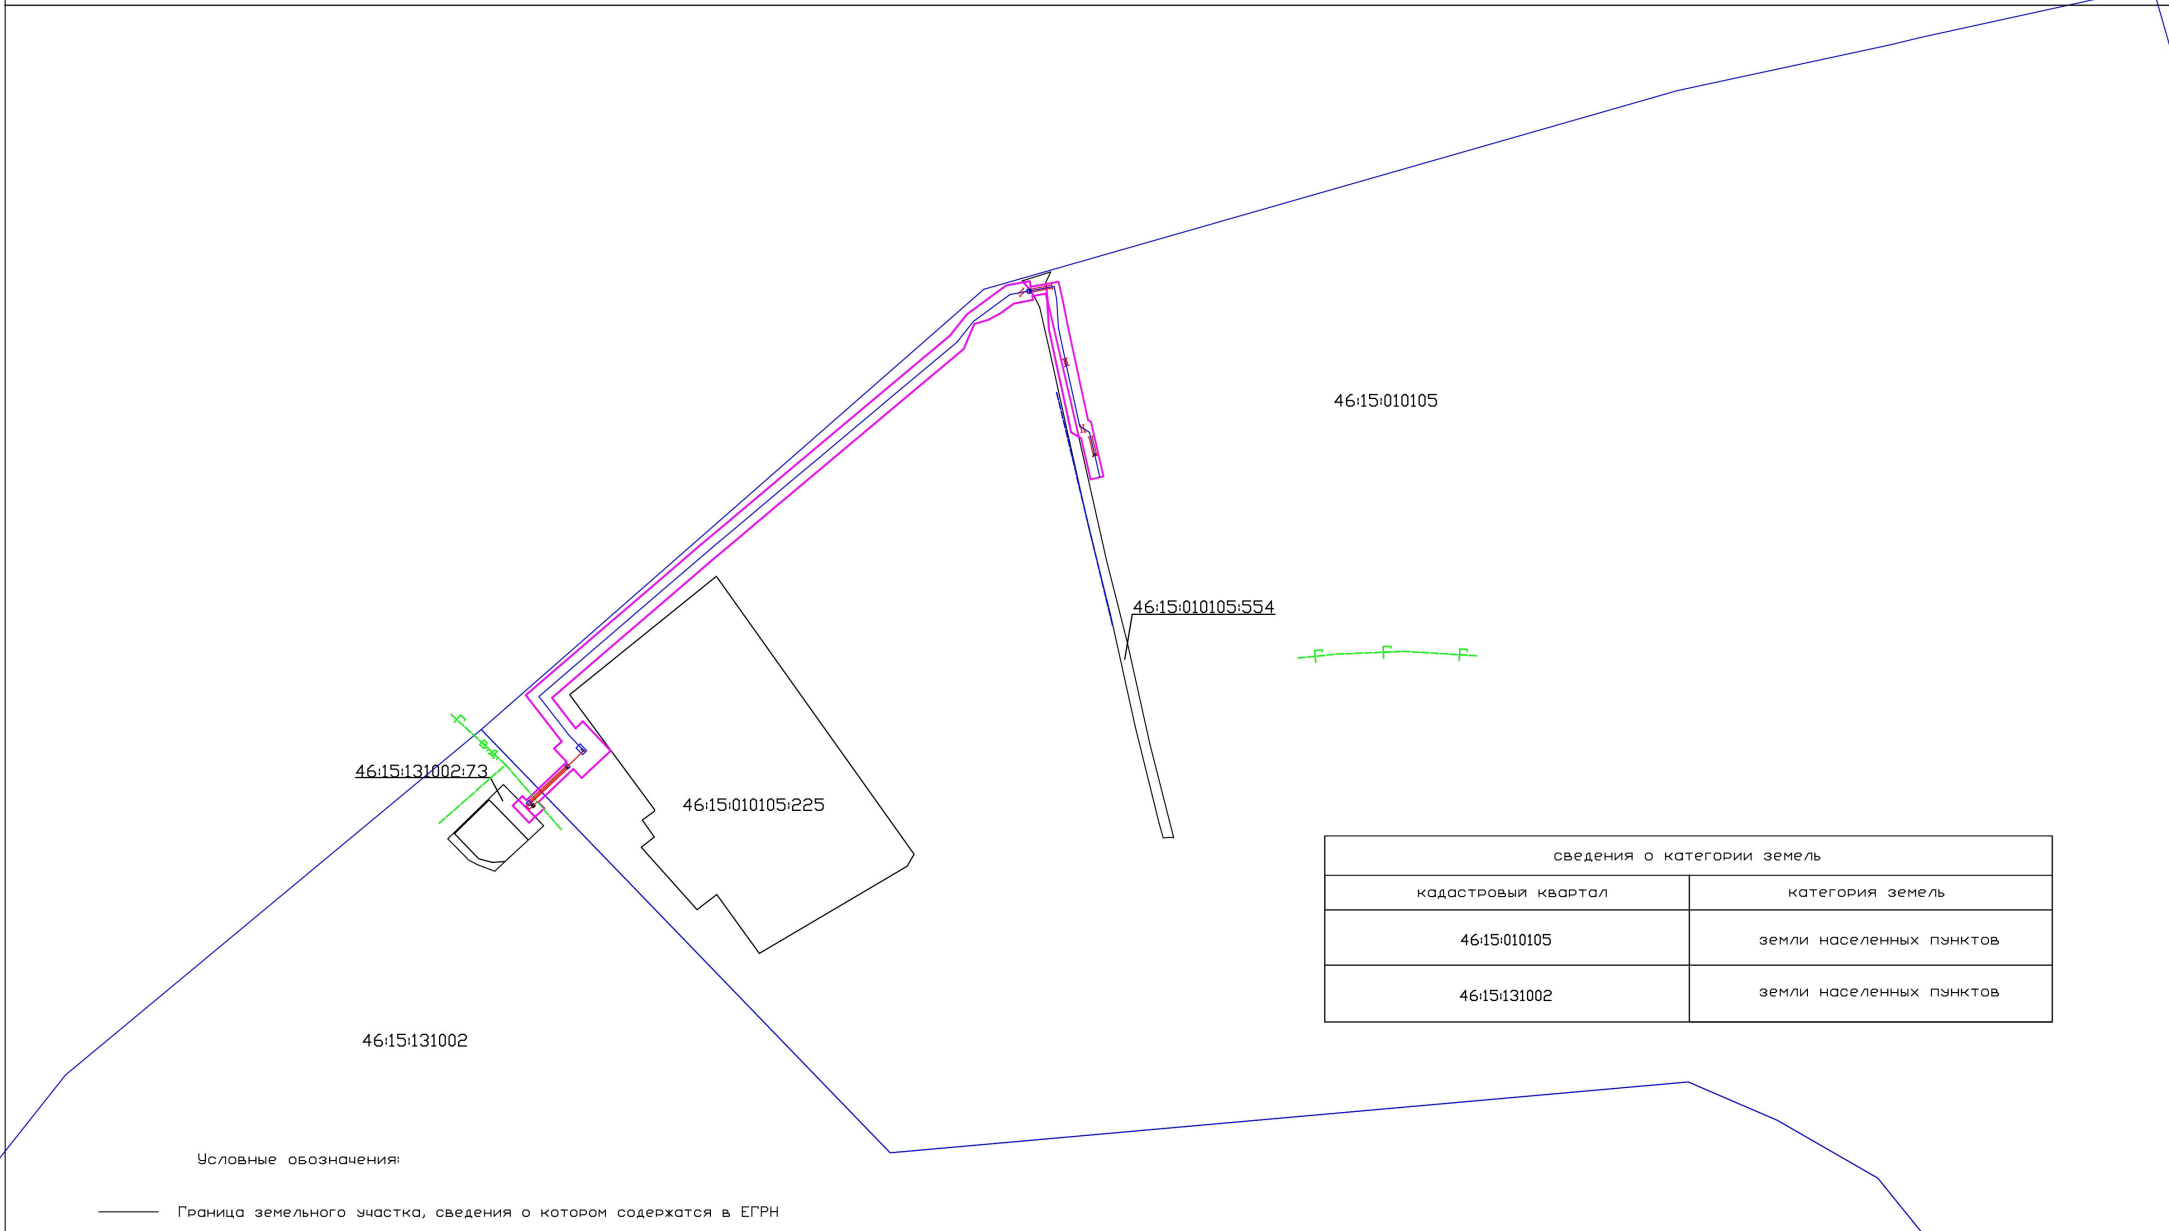 46:15:010105
46:15:010105:554
Г Г Г
Г
В.Д.
46:15:131002:73
46:15:010105:225
сведения о категории земель
кадастровый квартал
категория земель
46:15:010105
земли населенных пунктов
46:15:131002
земли населенных пунктов
46:15:131002
Условные обозначения:
Граница земельного участка, сведения о котором содержатся в ЕГРН